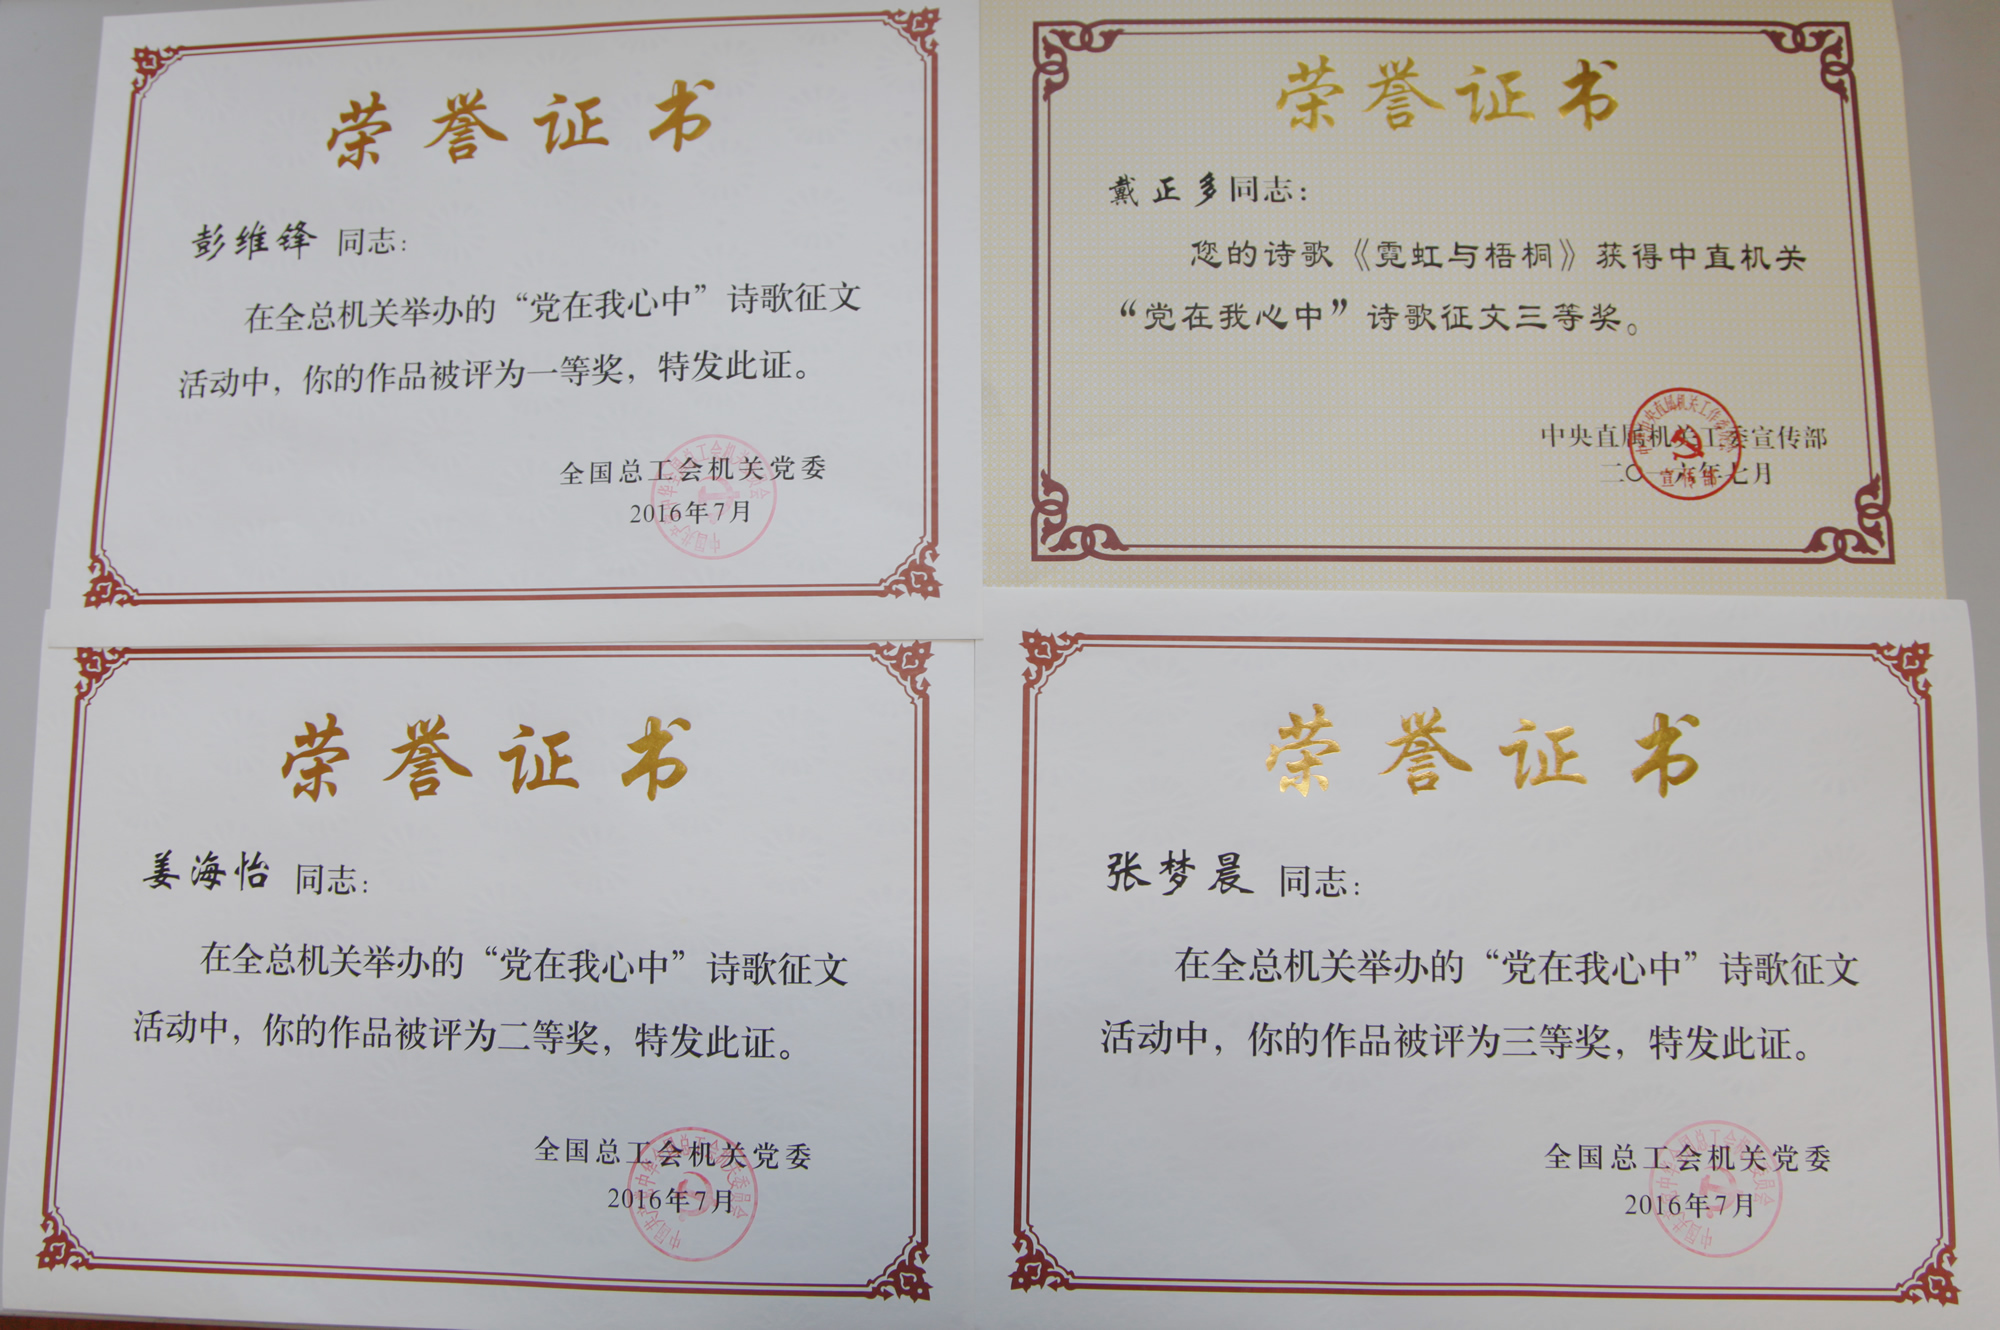 荣誉证书
彭维锋 同志：
在全总机关举办的“党在我心中”诗歌征文
活动中，你的作品被评为一等奖，特发此证。
全国总工会机关党委
2016年7月
荣誉证书
戴正多同志：
您的诗歌《霓虹与梧桐》获得中直机关
“党在我心中”诗歌征文三等奖。
中央直属机关工委宣传部
二〇一六年七月
宣传部
荣誉证书
姜海怡 同志：
在全总机关举办的“党在我心中”诗歌征文
活动中，你的作品被评为二等奖，特发此证。
全国总工会机关党委
2016年7月
荣誉证书
张梦晨 同志：
在全总机关举办的“党在我心中”诗歌征文
活动中，你的作品被评为三等奖，特发此证。
全国总工会机关党委
2016年7月